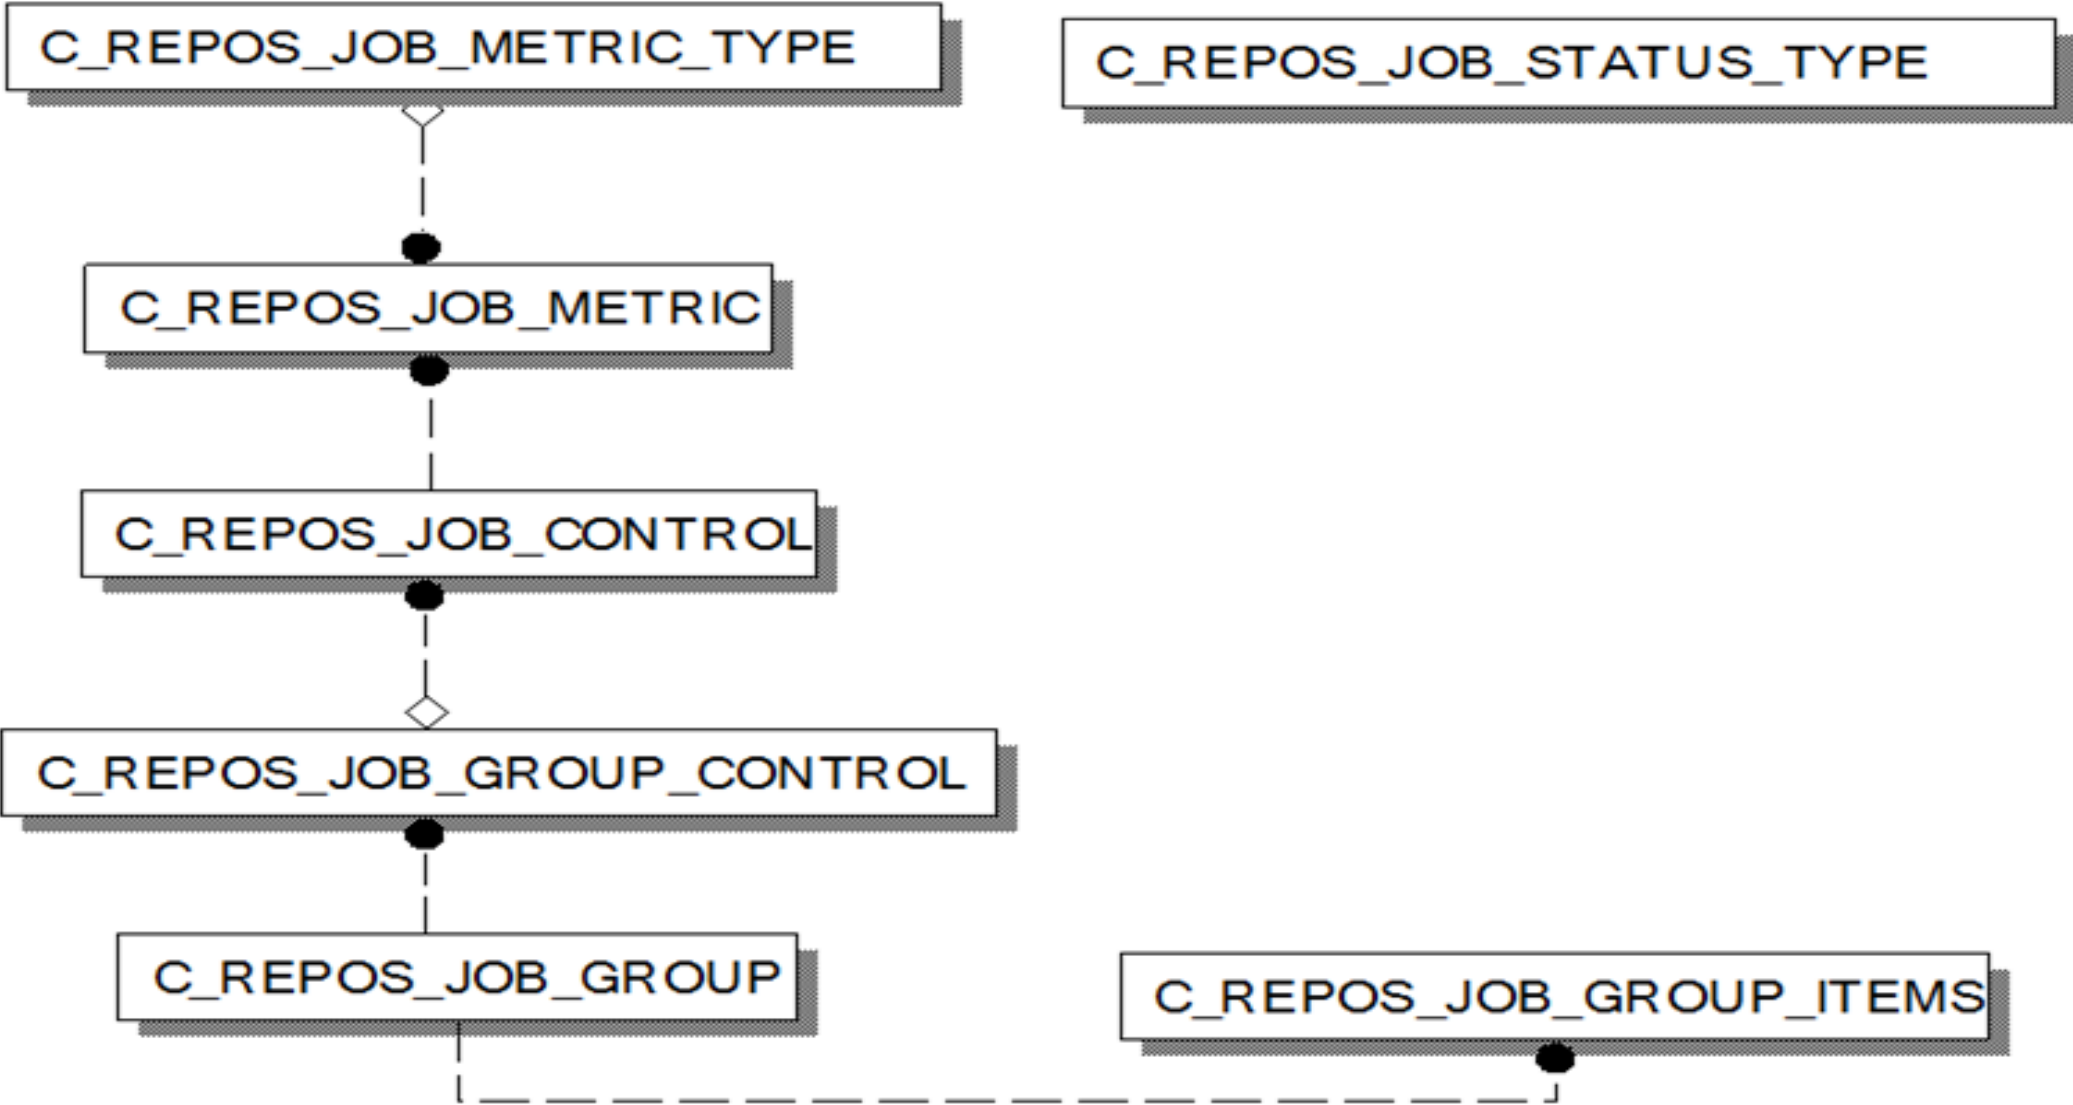 C_REPOS_JOB_METRIC_TYPE
C_REPOS_JOB_STATUS_TYPE
C_REPOS_JOB_METRIC
C_REPOS_JOB_CONTROL
C_REPOS_JOB_GROUP_CONTROL
C_REPOS_JOB_GROUP
C_REPOS_JOB_GROUP_ITEMS